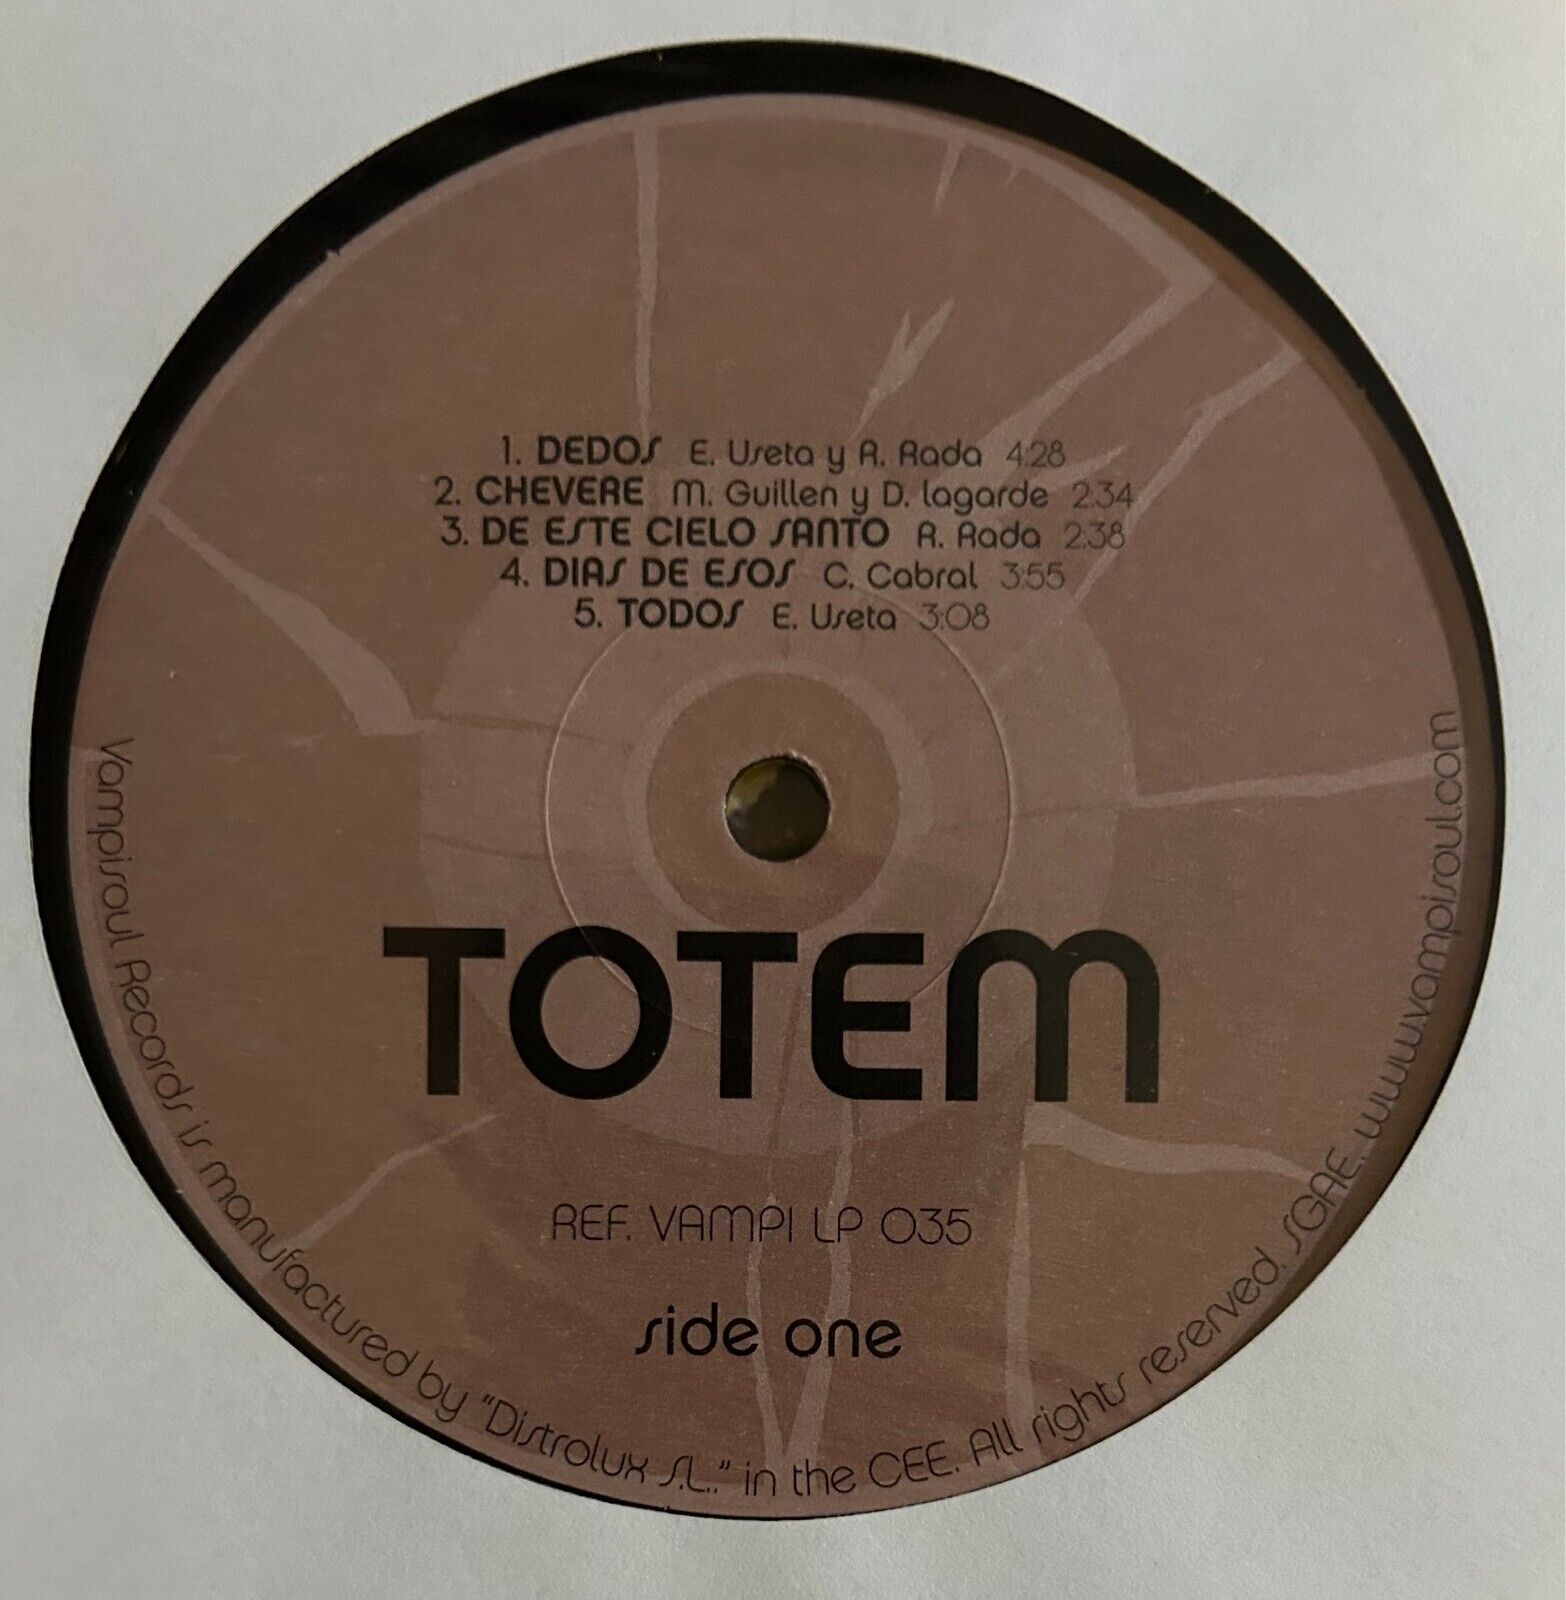 1. DEDOS E. Useta y R. Rada 4:28
2. CHEVERE M. Guillen y D. Lagarde 2:34
3. DE ESTE CIELO SANTO R. Rada 2:38
4. DIAS DE ESOS C. Cabral 3:55
5. TODOS E. Useta 3:08
TOTEM
REF. VAMPI LP 035
side one
Vampisoul Records is manufactured by "Distrolux S.L.." in the CEE. All rights reserved. SGAE. www.vampisoul.com